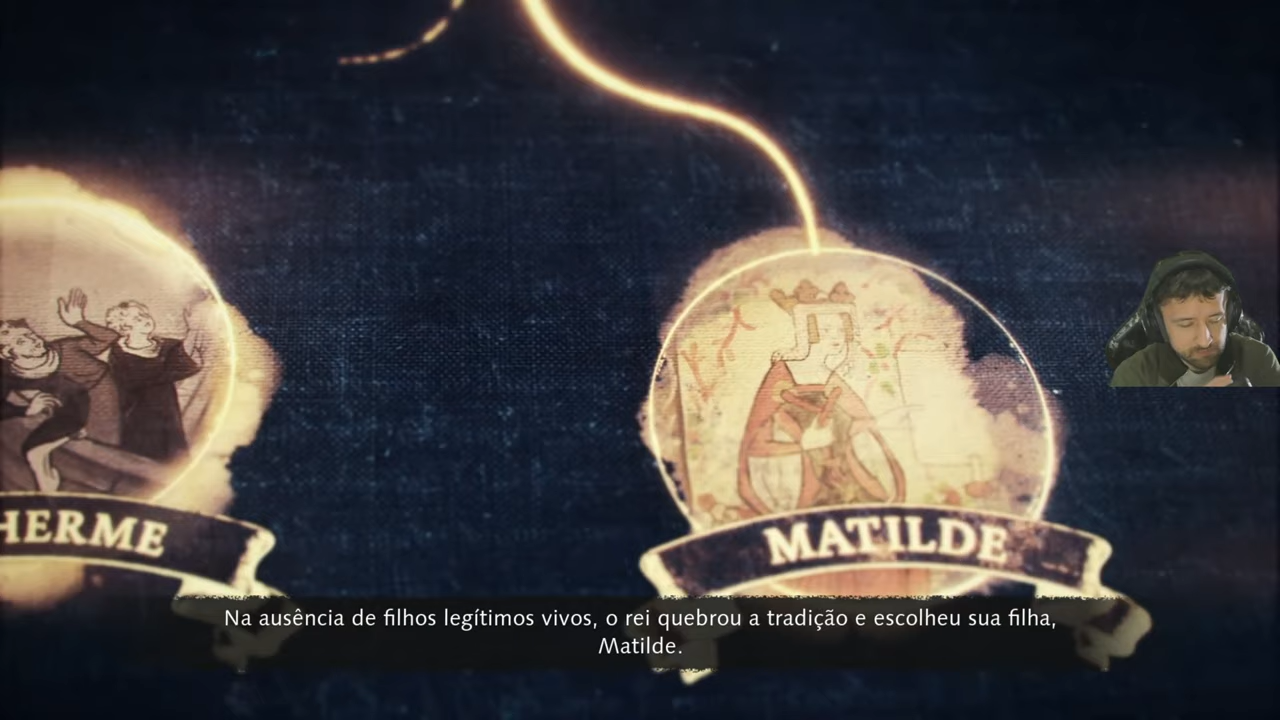 HERME
MATILDE
Na ausência de filhos legítimos vivos, o rei quebrou a tradição e escolheu sua filha,
Matilde.